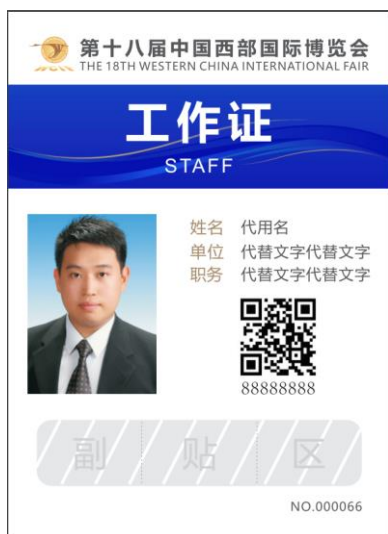 第十八届中国西部国际博览会
THE 18TH WESTERN CHINA INTERNATIONAL FAIR
工作证
STAFF
姓名 代用名
单位 代替文字代替文字
职务 代替文字代替文字
88888888
副 贴 区
NO.000066